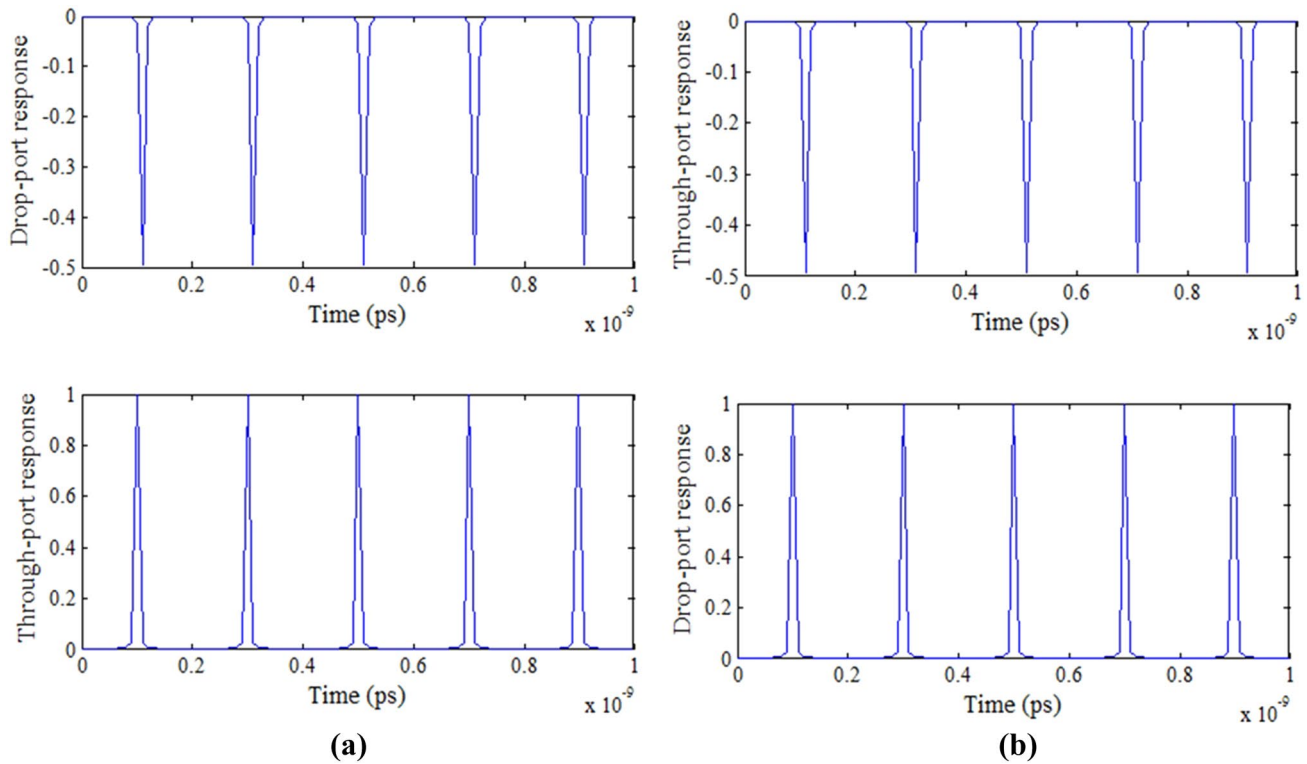 Drop-port response
0
-0.1
-0.2
-0.3
-0.4
-0.5
0 0.2 0.4 0.6 0.8 1
Time (ps)
x 10⁻⁹
Through-port response
0
-0.1
-0.2
-0.3
-0.4
-0.5
0 0.2 0.4 0.6 0.8 1
Time (ps)
x 10⁻⁹
Through-port response
1
0.8
0.6
0.4
0.2
0
0 0.2 0.4 0.6 0.8 1
Time (ps)
x 10⁻⁹
(a)
Drop-port response
1
0.8
0.6
0.4
0.2
0
0 0.2 0.4 0.6 0.8 1
Time (ps)
x 10⁻⁹
(b)